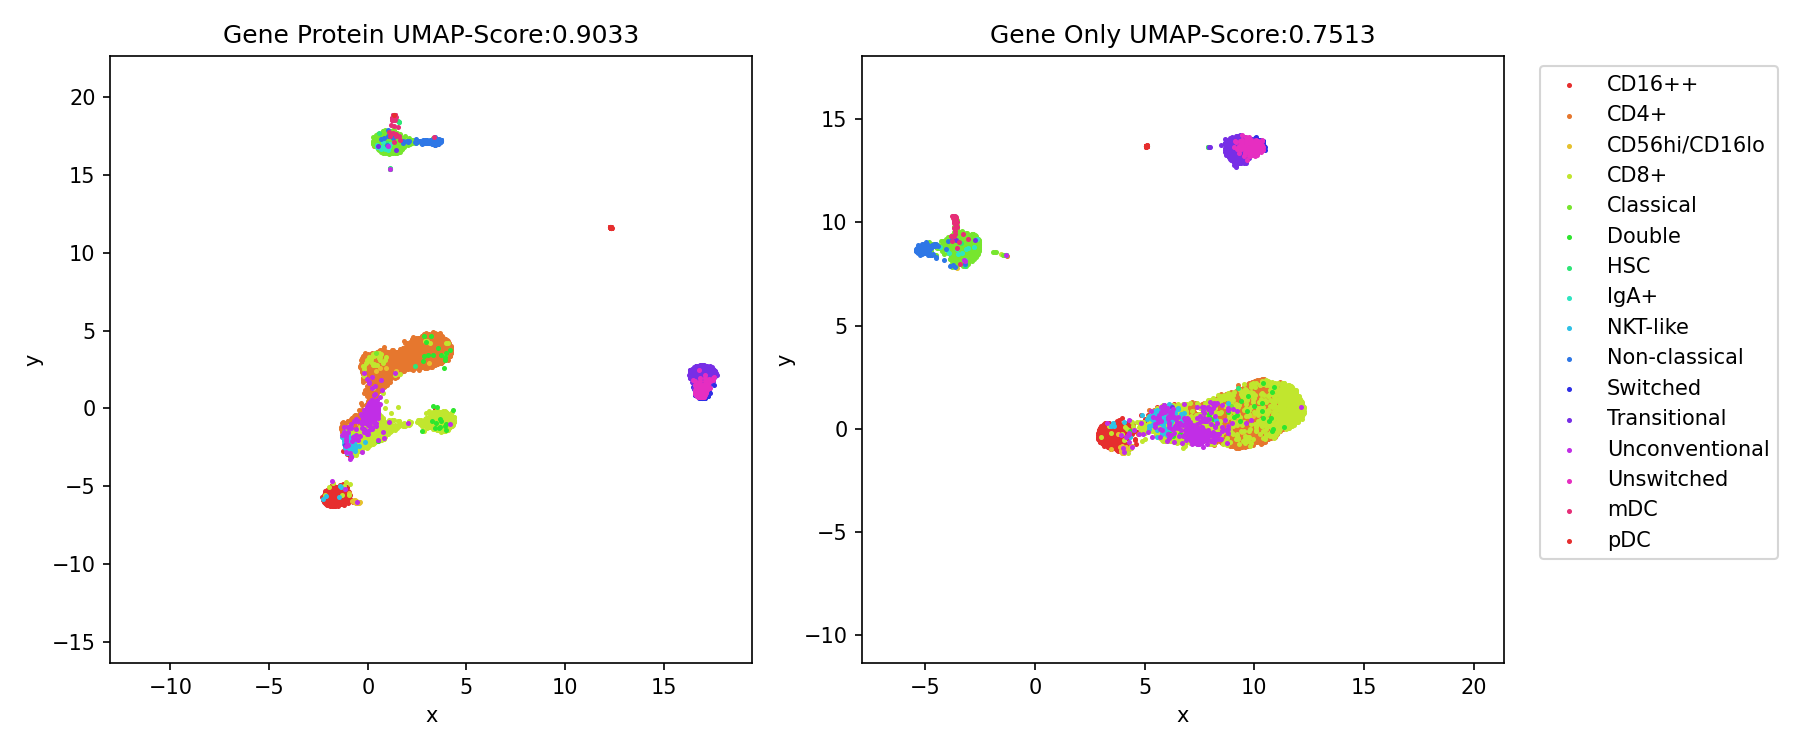 Gene Protein UMAP-Score:0.9033
20
15
10
5
0
−5
−10
−15
y
−10
−5
0
5
10
15
x
Gene Only UMAP-Score:0.7513
15
10
5
0
−5
−10
y
−5
0
5
10
15
20
x
CD16++
CD4+
CD56hi/CD16lo
CD8+
Classical
Double
HSC
IgA+
NKT-like
Non-classical
Switched
Transitional
Unconventional
Unswitched
mDC
pDC